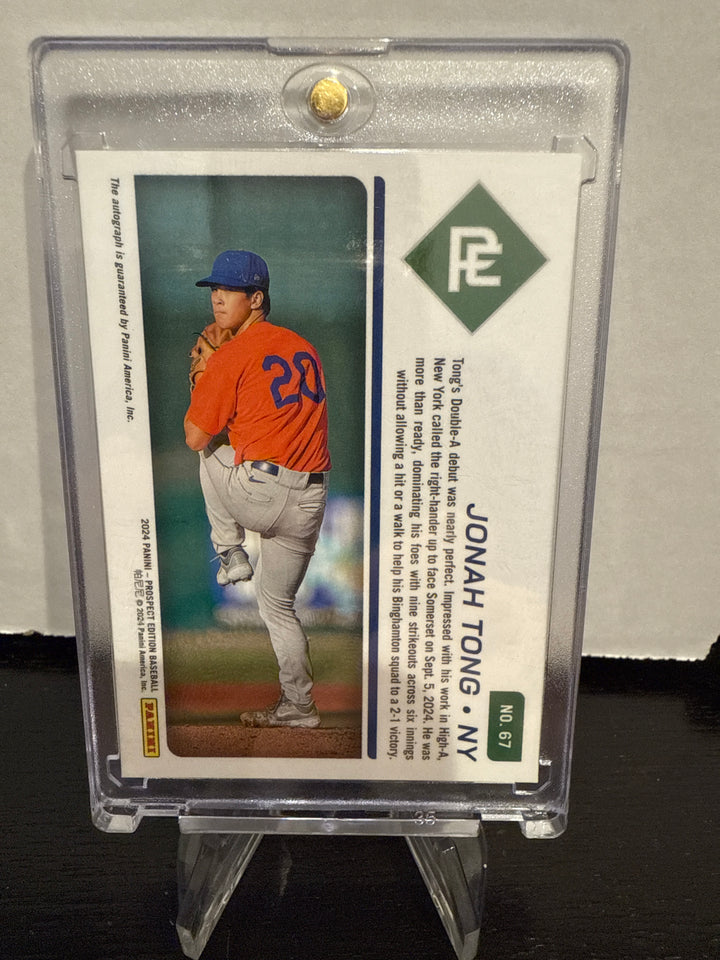 PE
NO. 67
JONAH TONG • NY
Tong's Double-A debut was nearly perfect. Impressed with his work in High-A,
New York called the right-hander up to face Somerset on Sept. 5, 2024. He was
more than ready, dominating his foes with nine strikeouts across six innings
without allowing a hit or a walk to help his Binghamton squad to a 2-1 victory.
20
The autograph is guaranteed by Panini America, Inc.
2024 PANINI – PROSPECT EDITION BASEBALL
帕尼尼 © 2024 Panini America, Inc.
PANINI
35